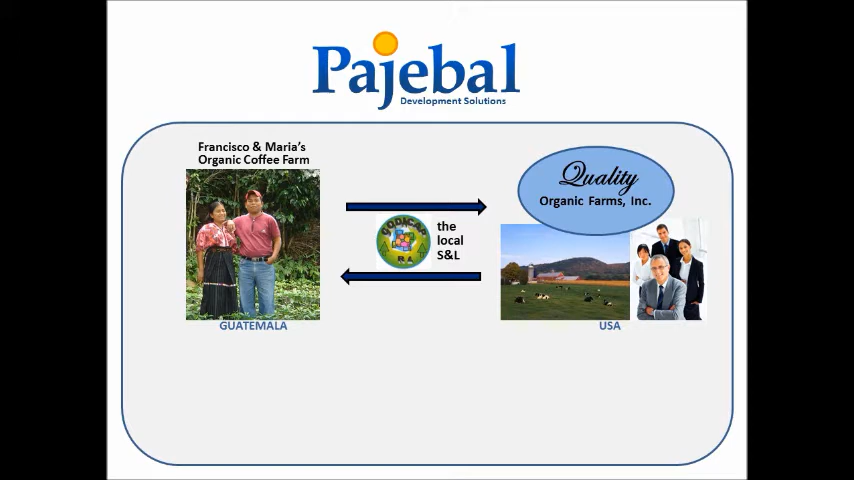 Pajebal
Development Solutions
Francisco & Maria's
Organic Coffee Farm
Quality
Organic Farms, Inc.
the
local
S&L
GUATEMALA
USA